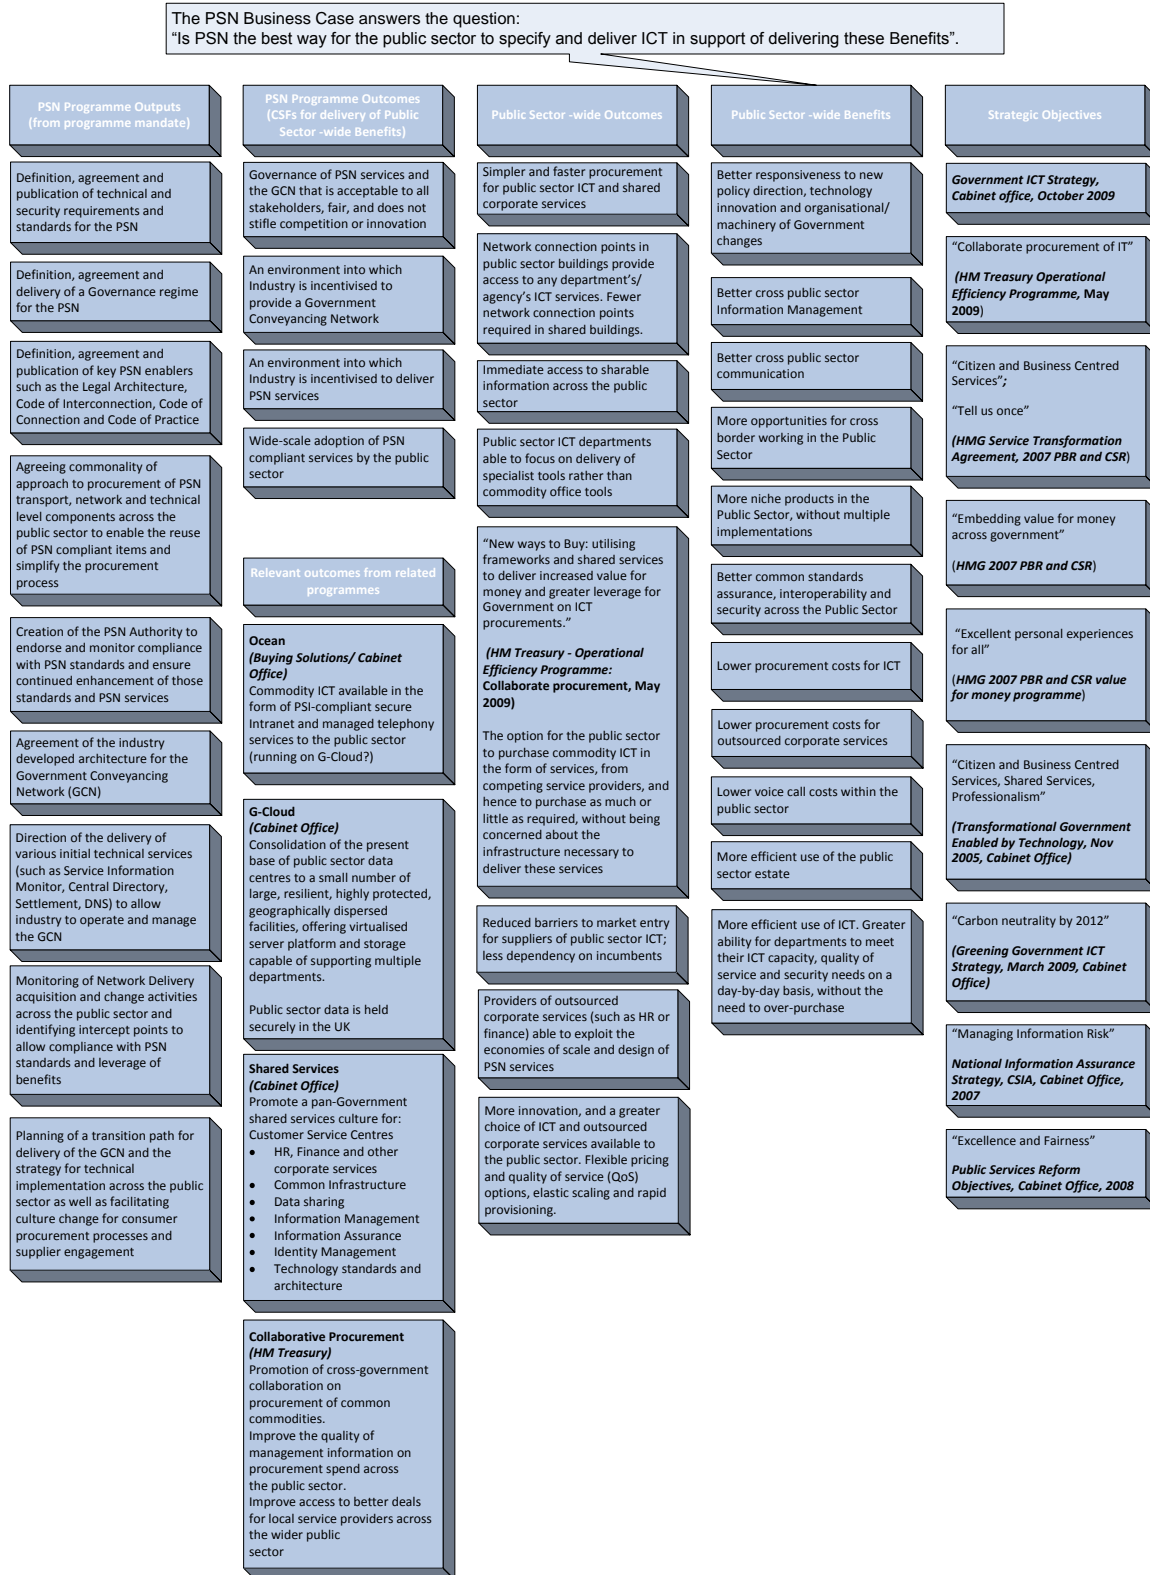 The PSN Business Case answers the question:
“Is PSN the best way for the public sector to specify and deliver ICT in support of delivering these Benefits”.
PSN Programme Outputs
(from programme mandate)
Definition, agreement and
publication of technical and
security requirements and
standards for the PSN
Definition, agreement and
delivery of a Governance regime
for the PSN
Definition, agreement and
publication of key PSN enablers
such as the Legal Architecture,
Code of Interconnection, Code of
Connection and Code of Practice
Agreeing commonality of
approach to procurement of PSN
transport, network and technical
level components across the
public sector to enable the reuse
of PSN compliant items and
simplify the procurement
process
Creation of the PSN Authority to
endorse and monitor compliance
with PSN standards and ensure
continued enhancement of those
standards and PSN services
Agreement of the industry
developed architecture for the
Government Conveyancing
Network (GCN)
Direction of the delivery of
various initial technical services
(such as Service Information
Monitor, Central Directory,
Settlement, DNS) to allow
industry to operate and manage
the GCN
Monitoring of Network Delivery
acquisition and change activities
across the public sector and
identifying intercept points to
allow compliance with PSN
standards and leverage of
benefits
Planning of a transition path for
delivery of the GCN and the
strategy for technical
implementation across the public
sector as well as facilitating
culture change for consumer
procurement processes and
supplier engagement
PSN Programme Outcomes
(CSFs for delivery of Public
Sector -wide Benefits)
Governance of PSN services and
the GCN that is acceptable to all
stakeholders, fair, and does not
stifle competition or innovation
An environment into which
Industry is incentivised to
provide a Government
Conveyancing Network
An environment into which
Industry is incentivised to deliver
PSN services
Wide-scale adoption of PSN
compliant services by the public
sector
Relevant outcomes from related
programmes
Ocean
(Buying Solutions/ Cabinet
Office)
Commodity ICT available in the
form of PSI-compliant secure
Intranet and managed telephony
services to the public sector
(running on G-Cloud?)
G-Cloud
(Cabinet Office)
Consolidation of the present
base of public sector data
centres to a small number of
large, resilient, highly protected,
geographically dispersed
facilities, offering virtualised
server platform and storage
capable of supporting multiple
departments.
Public sector data is held
securely in the UK
Shared Services
(Cabinet Office)
Promote a pan-Government
shared services culture for:
Customer Service Centres
• HR, Finance and other
corporate services
• Common Infrastructure
• Data sharing
• Information Management
• Information Assurance
• Identity Management
• Technology standards and
architecture
Collaborative Procurement
(HM Treasury)
Promotion of cross-government
collaboration on
procurement of common
commodities.
Improve the quality of
management information on
procurement spend across
the public sector.
Improve access to better deals
for local service providers across
the wider public
sector
Public Sector -wide Outcomes
Simpler and faster procurement
for public sector ICT and shared
corporate services
Network connection points in
public sector buildings provide
access to any department’s/
agency’s ICT services. Fewer
network connection points
required in shared buildings.
Immediate access to sharable
information across the public
sector
Public sector ICT departments
able to focus on delivery of
specialist tools rather than
commodity office tools
“New ways to Buy: utilising
frameworks and shared services
to deliver increased value for
money and greater leverage for
Government on ICT
procurements.”
(HM Treasury - Operational
Efficiency Programme:
Collaborate procurement, May
2009)
The option for the public sector
to purchase commodity ICT in
the form of services, from
competing service providers, and
hence to purchase as much or
little as required, without being
concerned about the
infrastructure necessary to
deliver these services
Reduced barriers to market entry
for suppliers of public sector ICT;
less dependency on incumbents
Providers of outsourced
corporate services (such as HR or
finance) able to exploit the
economies of scale and design of
PSN services
More innovation, and a greater
choice of ICT and outsourced
corporate services available to
the public sector. Flexible pricing
and quality of service (QoS)
options, elastic scaling and rapid
provisioning.
Public Sector -wide Benefits
Better responsiveness to new
policy direction, technology
innovation and organisational/
machinery of Government
changes
Better cross public sector
Information Management
Better cross public sector
communication
More opportunities for cross
border working in the Public
Sector
More niche products in the
Public Sector, without multiple
implementations
Better common standards
assurance, interoperability and
security across the Public Sector
Lower procurement costs for ICT
Lower procurement costs for
outsourced corporate services
Lower voice call costs within the
public sector
More efficient use of the public
sector estate
More efficient use of ICT. Greater
ability for departments to meet
their ICT capacity, quality of
service and security needs on a
day-by-day basis, without the
need to over-purchase
Strategic Objectives
Government ICT Strategy,
Cabinet office, October 2009
“Collaborate procurement of IT”
(HM Treasury Operational
Efficiency Programme, May
2009)
“Citizen and Business Centred
Services”;
“Tell us once”
(HMG Service Transformation
Agreement, 2007 PBR and CSR)
“Embedding value for money
across government”
(HMG 2007 PBR and CSR)
“Excellent personal experiences
for all”
(HMG 2007 PBR and CSR value
for money programme)
“Citizen and Business Centred
Services, Shared Services,
Professionalism”
(Transformational Government
Enabled by Technology, Nov
2005, Cabinet Office)
“Carbon neutrality by 2012”
(Greening Government ICT
Strategy, March 2009, Cabinet
Office)
“Managing Information Risk”
National Information Assurance
Strategy, CSIA, Cabinet Office,
2007
“Excellence and Fairness”
Public Services Reform
Objectives, Cabinet Office, 2008